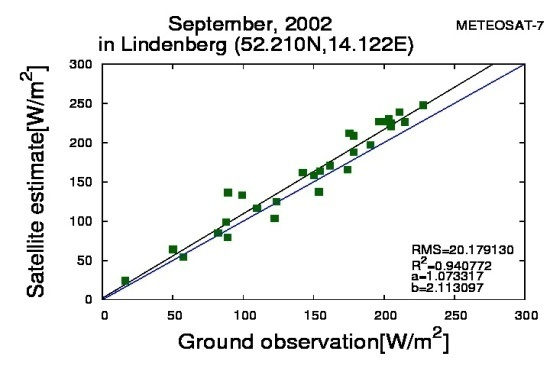 September, 2002
METEOSAT-7
in Lindenberg (52.210N,14.122E)
Satellite estimate[W/m²]
300
250
200
150
100
50
0
RMS=20.179130
R²=0.940772
a=1.073317
b=2.113097
0 50 100 150 200 250 300
Ground observation[W/m²]